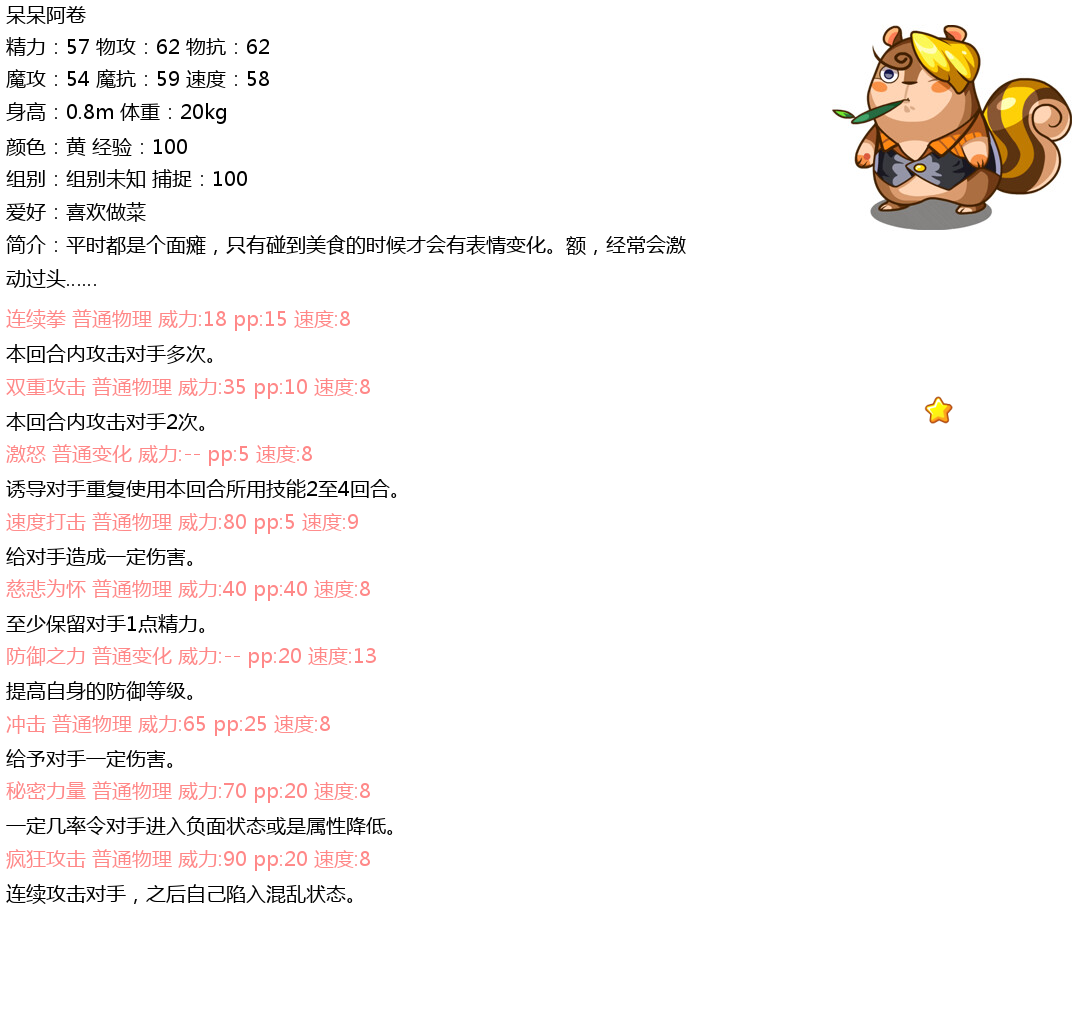 呆呆阿卷
精力：57 物攻：62 物抗：62
魔攻：54 魔抗：59 速度：58
身高：0.8m 体重：20kg
颜色：黄 经验：100
组别：组别未知 捕捉：100
爱好：喜欢做菜
简介：平时都是个面瘫，只有碰到美食的时候才会有表情变化。额，经常会激
动过头......
连续拳 普通物理 威力:18 pp:15 速度:8
本回合内攻击对手多次。
双重攻击 普通物理 威力:35 pp:10 速度:8
本回合内攻击对手2次。
激怒 普通变化 威力:-- pp:5 速度:8
诱导对手重复使用本回合所用技能2至4回合。
速度打击 普通物理 威力:80 pp:5 速度:9
给对手造成一定伤害。
慈悲为怀 普通物理 威力:40 pp:40 速度:8
至少保留对手1点精力。
防御之力 普通变化 威力:-- pp:20 速度:13
提高自身的防御等级。
冲击 普通物理 威力:65 pp:25 速度:8
给予对手一定伤害。
秘密力量 普通物理 威力:70 pp:20 速度:8
一定几率令对手进入负面状态或是属性降低。
疯狂攻击 普通物理 威力:90 pp:20 速度:8
连续攻击对手，之后自己陷入混乱状态。